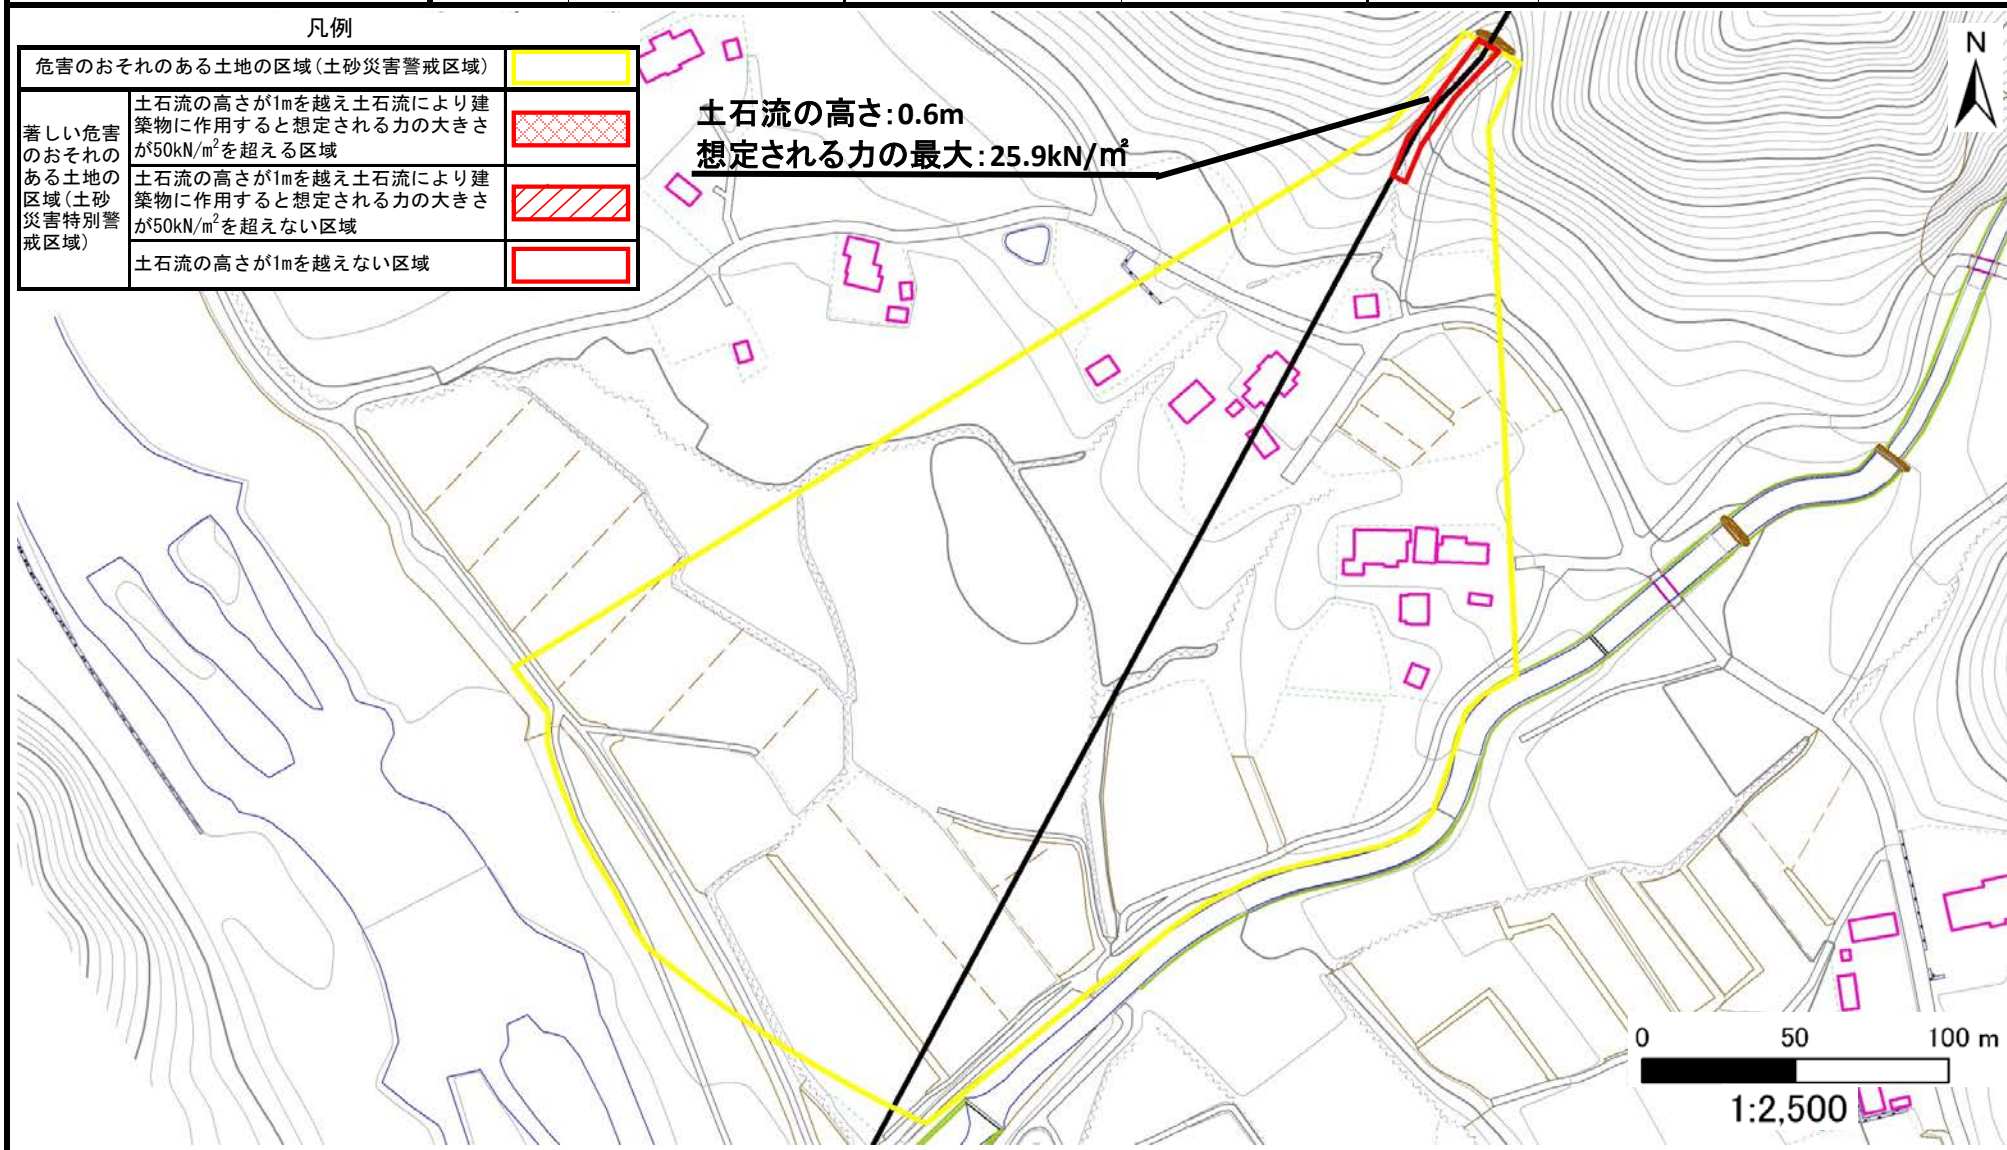 凡例
危害のおそれのある土地の区域(土砂災害警戒区域)
著しい危害
のおそれの
ある土地の
区域(土砂
災害特別警
戒区域)
土石流の高さが1mを越え土石流により建
築物に作用すると想定される力の大きさ
が50kN/m²を超える区域
土石流の高さが1mを越え土石流により建
築物に作用すると想定される力の大きさ
が50kN/m²を超えない区域
土石流の高さが1mを越えない区域
土石流の高さ:0.6m
想定される力の最大:25.9kN/㎡
N
0 50 100 m
1:2,500